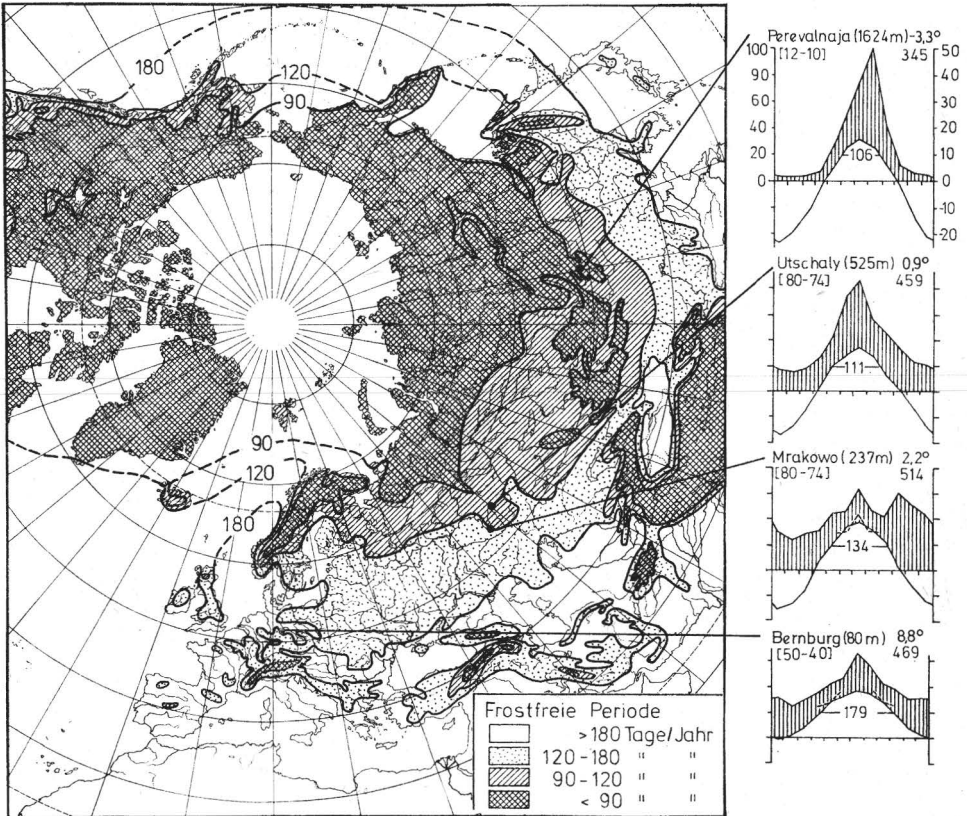 180
120
90
90
120
180
Frostfreie Periode
>180 Tage/Jahr
120-180 " "
90-120 " "
< 90 " "
Perevalnaja (1624m) -3,3°
[12-10] 345
100 50
90 40
60 30
40 20
20 10
0 0
-10
-20
106
Utschaly (525m) 0,9°
[80-74] 459
111
Mrakowo (237m) 2,2°
[80-74] 514
134
Bernburg (80m) 8,8°
[50-40] 469
179